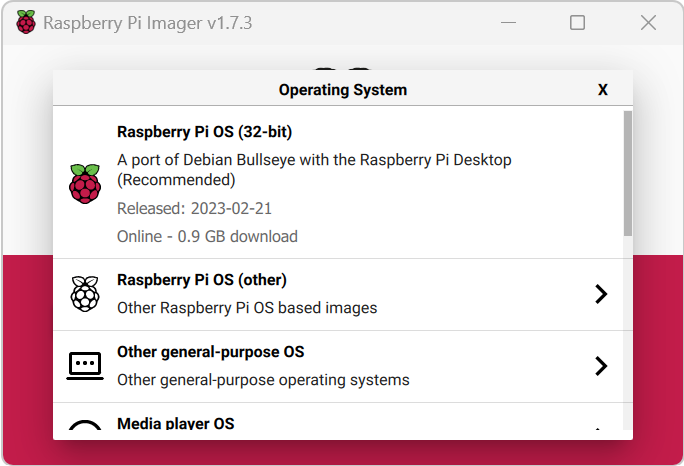 Raspberry Pi Imager v1.7.3
Operating System
X
Raspberry Pi OS (32-bit)
A port of Debian Bullseye with the Raspberry Pi Desktop
(Recommended)
Released: 2023-02-21
Online - 0.9 GB download
Raspberry Pi OS (other)
Other Raspberry Pi OS based images
Other general-purpose OS
Other general-purpose operating systems
Media player OS